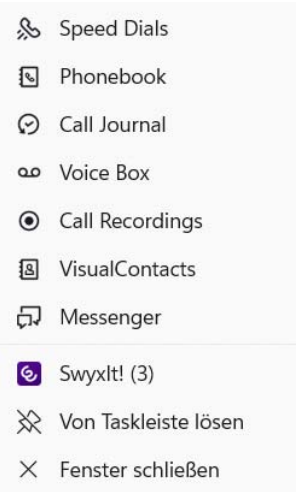 Speed Dials
Phonebook
Call Journal
Voice Box
Call Recordings
VisualContacts
Messenger
SwyxIt! (3)
Von Taskleiste lösen
Fenster schließen